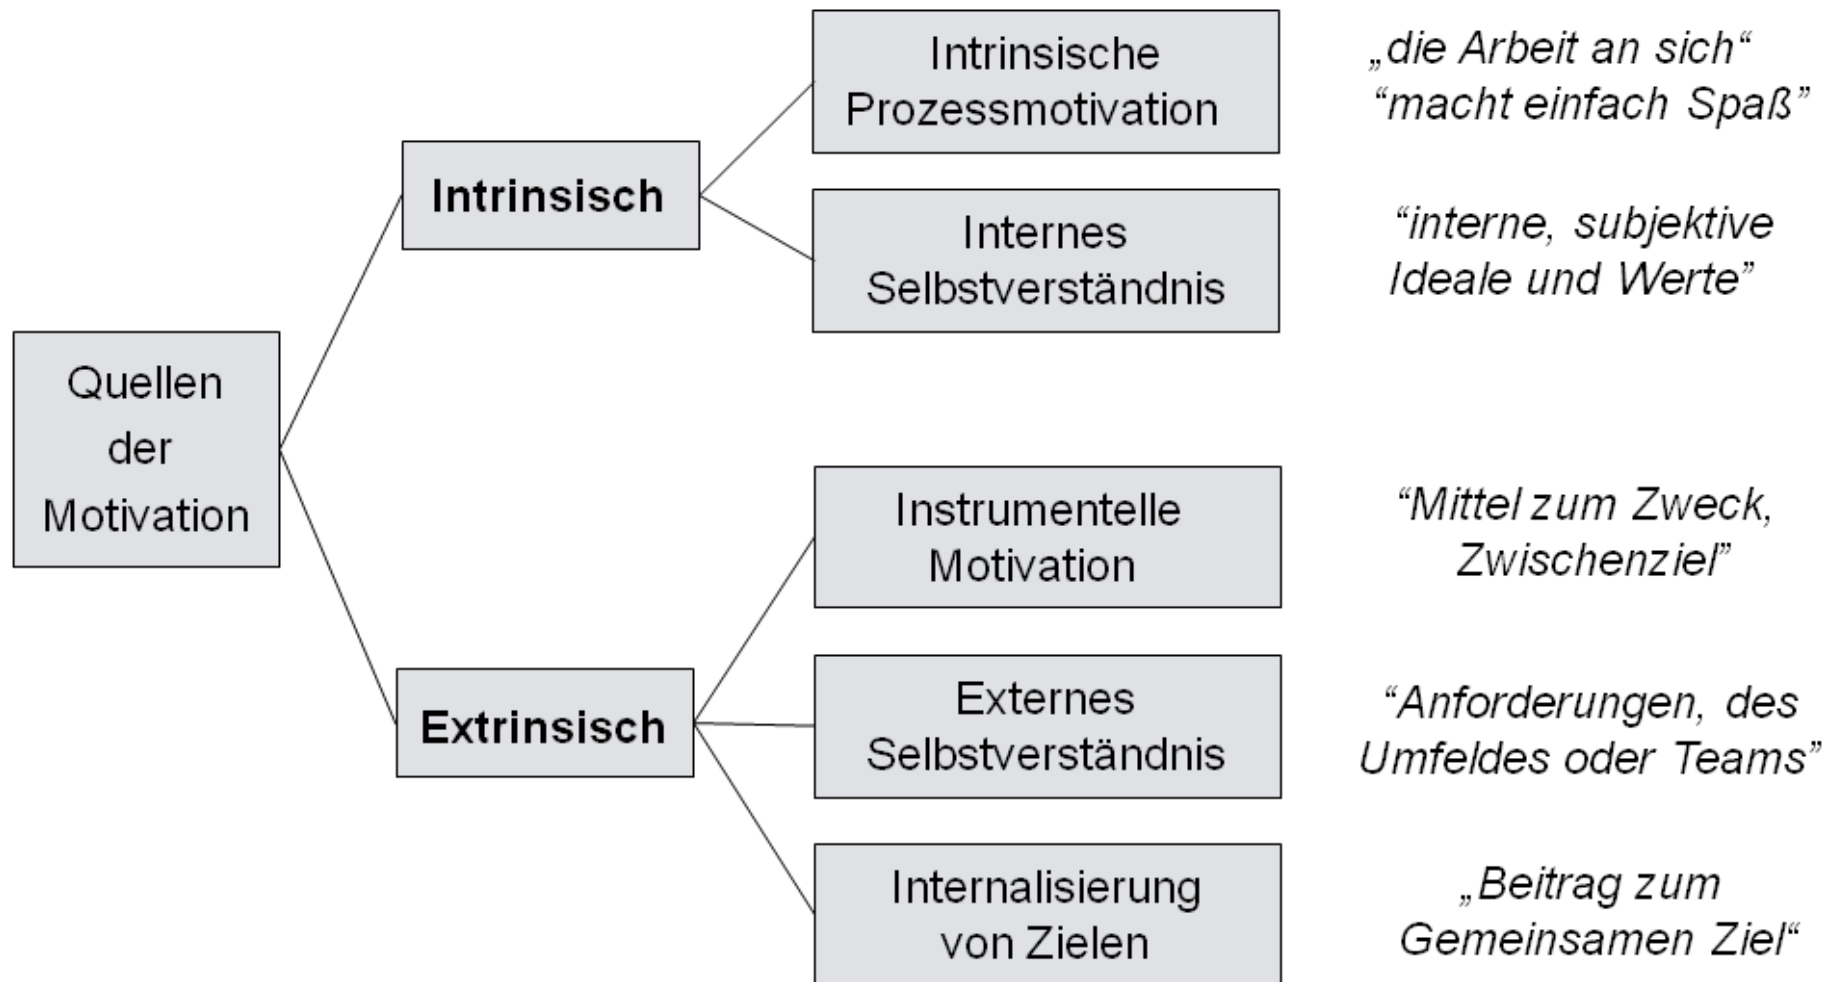 Quellen
der
Motivation
Intrinsisch
Intrinsische
Prozessmotivation
„die Arbeit an sich“
“macht einfach Spaß”
Internes
Selbstverständnis
“interne, subjektive
Ideale und Werte”
Extrinsisch
Instrumentelle
Motivation
“Mittel zum Zweck,
Zwischenziel”
Externes
Selbstverständnis
“Anforderungen, des
Umfeldes oder Teams”
Internalisierung
von Zielen
„Beitrag zum
Gemeinsamen Ziel“